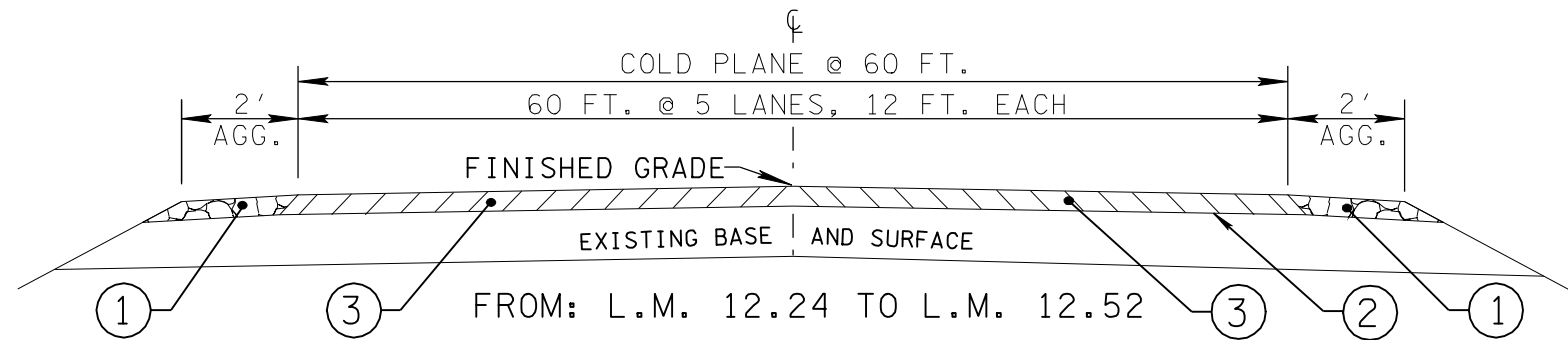 ℄
COLD PLANE @ 60 FT.
2' 60 FT. @ 5 LANES, 12 FT. EACH 2'
AGG. AGG.
FINISHED GRADE
EXISTING BASE AND SURFACE
1 3 FROM: L.M. 12.24 TO L.M. 12.52 3 2 1